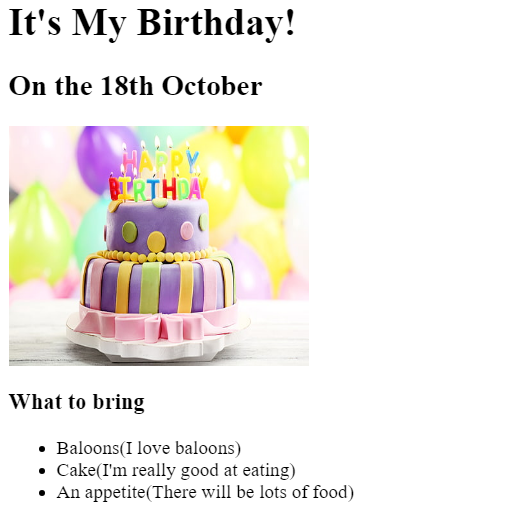 It's My Birthday!
On the 18th October
HAPPY
BIRTHDAY
What to bring
Baloons(I love baloons)
Cake(I'm really good at eating)
An appetite(There will be lots of food)